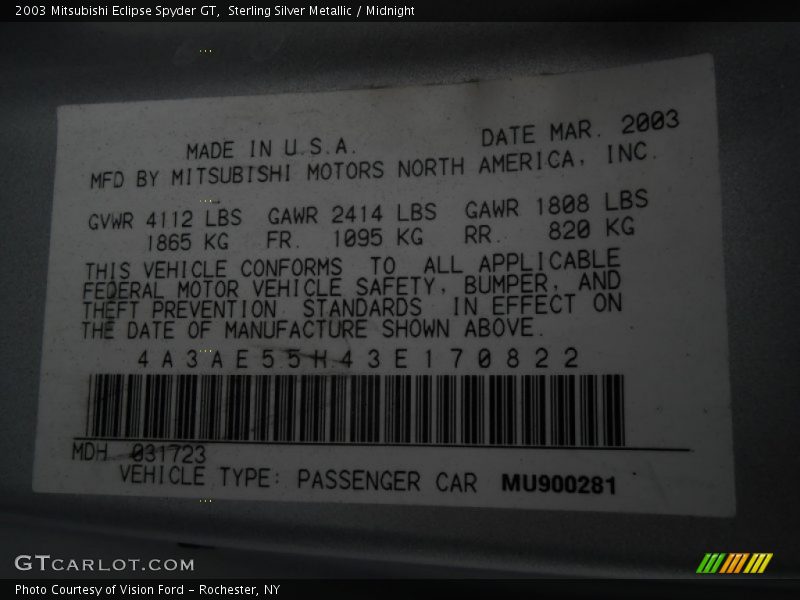 2003 Mitsubishi Eclipse Spyder GT,  Sterling Silver Metallic / Midnight
MADE IN U.S.A. DATE MAR. 2003
MFD BY MITSUBISHI MOTORS NORTH AMERICA, INC.
GVWR 4112 LBS GAWR 2414 LBS GAWR 1808 LBS
1865 KG FR. 1095 KG RR. 820 KG
THIS VEHICLE CONFORMS TO ALL APPLICABLE
FEDERAL MOTOR VEHICLE SAFETY, BUMPER, AND
THEFT PREVENTION STANDARDS IN EFFECT ON
THE DATE OF MANUFACTURE SHOWN ABOVE.
4A3AE55H43E170822
MDH 031723
VEHICLE TYPE: PASSENGER CAR MU900281
GTCARLOT.COM
Photo Courtesy of Vision Ford - Rochester, NY